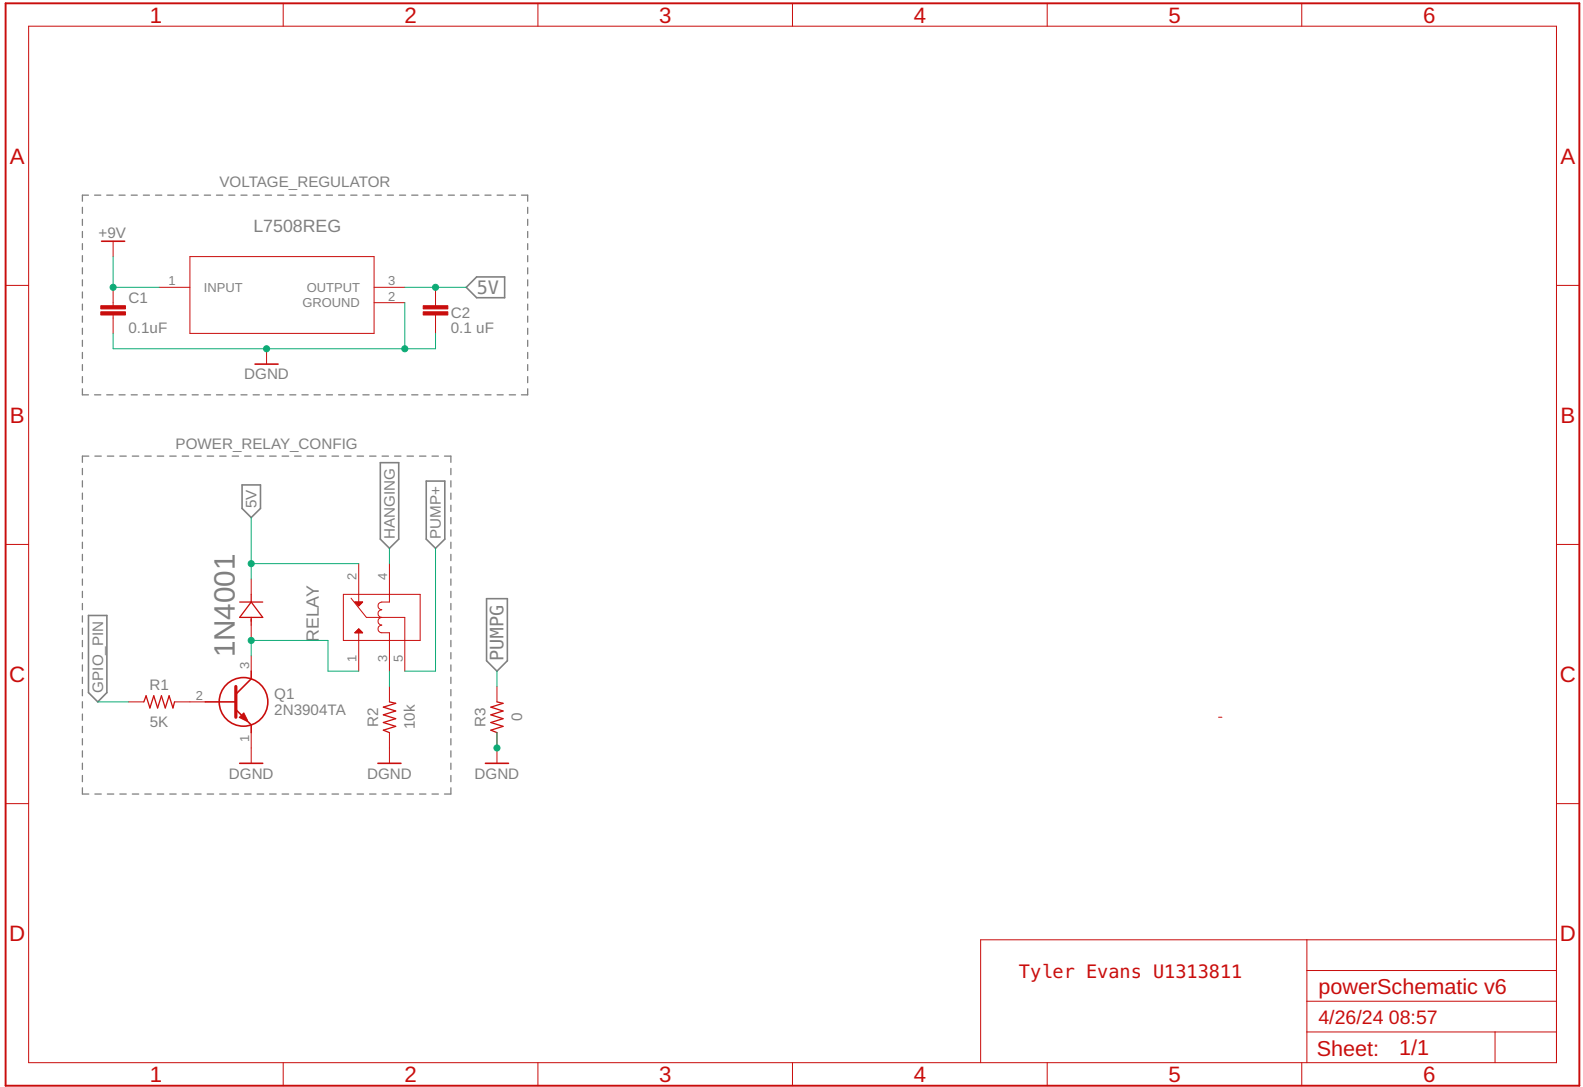 1 2 3 4 5 6
A A
VOLTAGE_REGULATOR
L7508REG
+9V
1 INPUT OUTPUT 3 5V
GROUND 2
C1
0.1uF
C2
0.1 uF
DGND
B B
POWER_RELAY_CONFIG
5V
HANGING
PUMP+
1N4001
RELAY
2 4
1 3 5
GPIO_PIN
PUMPG
C C
R1
5K
2
3
1
Q1
2N3904TA
R2
10k
R3
0
DGND DGND DGND
D D
Tyler Evans U1313811
powerSchematic v6
4/26/24 08:57
Sheet: 1/1
1 2 3 4 5 6